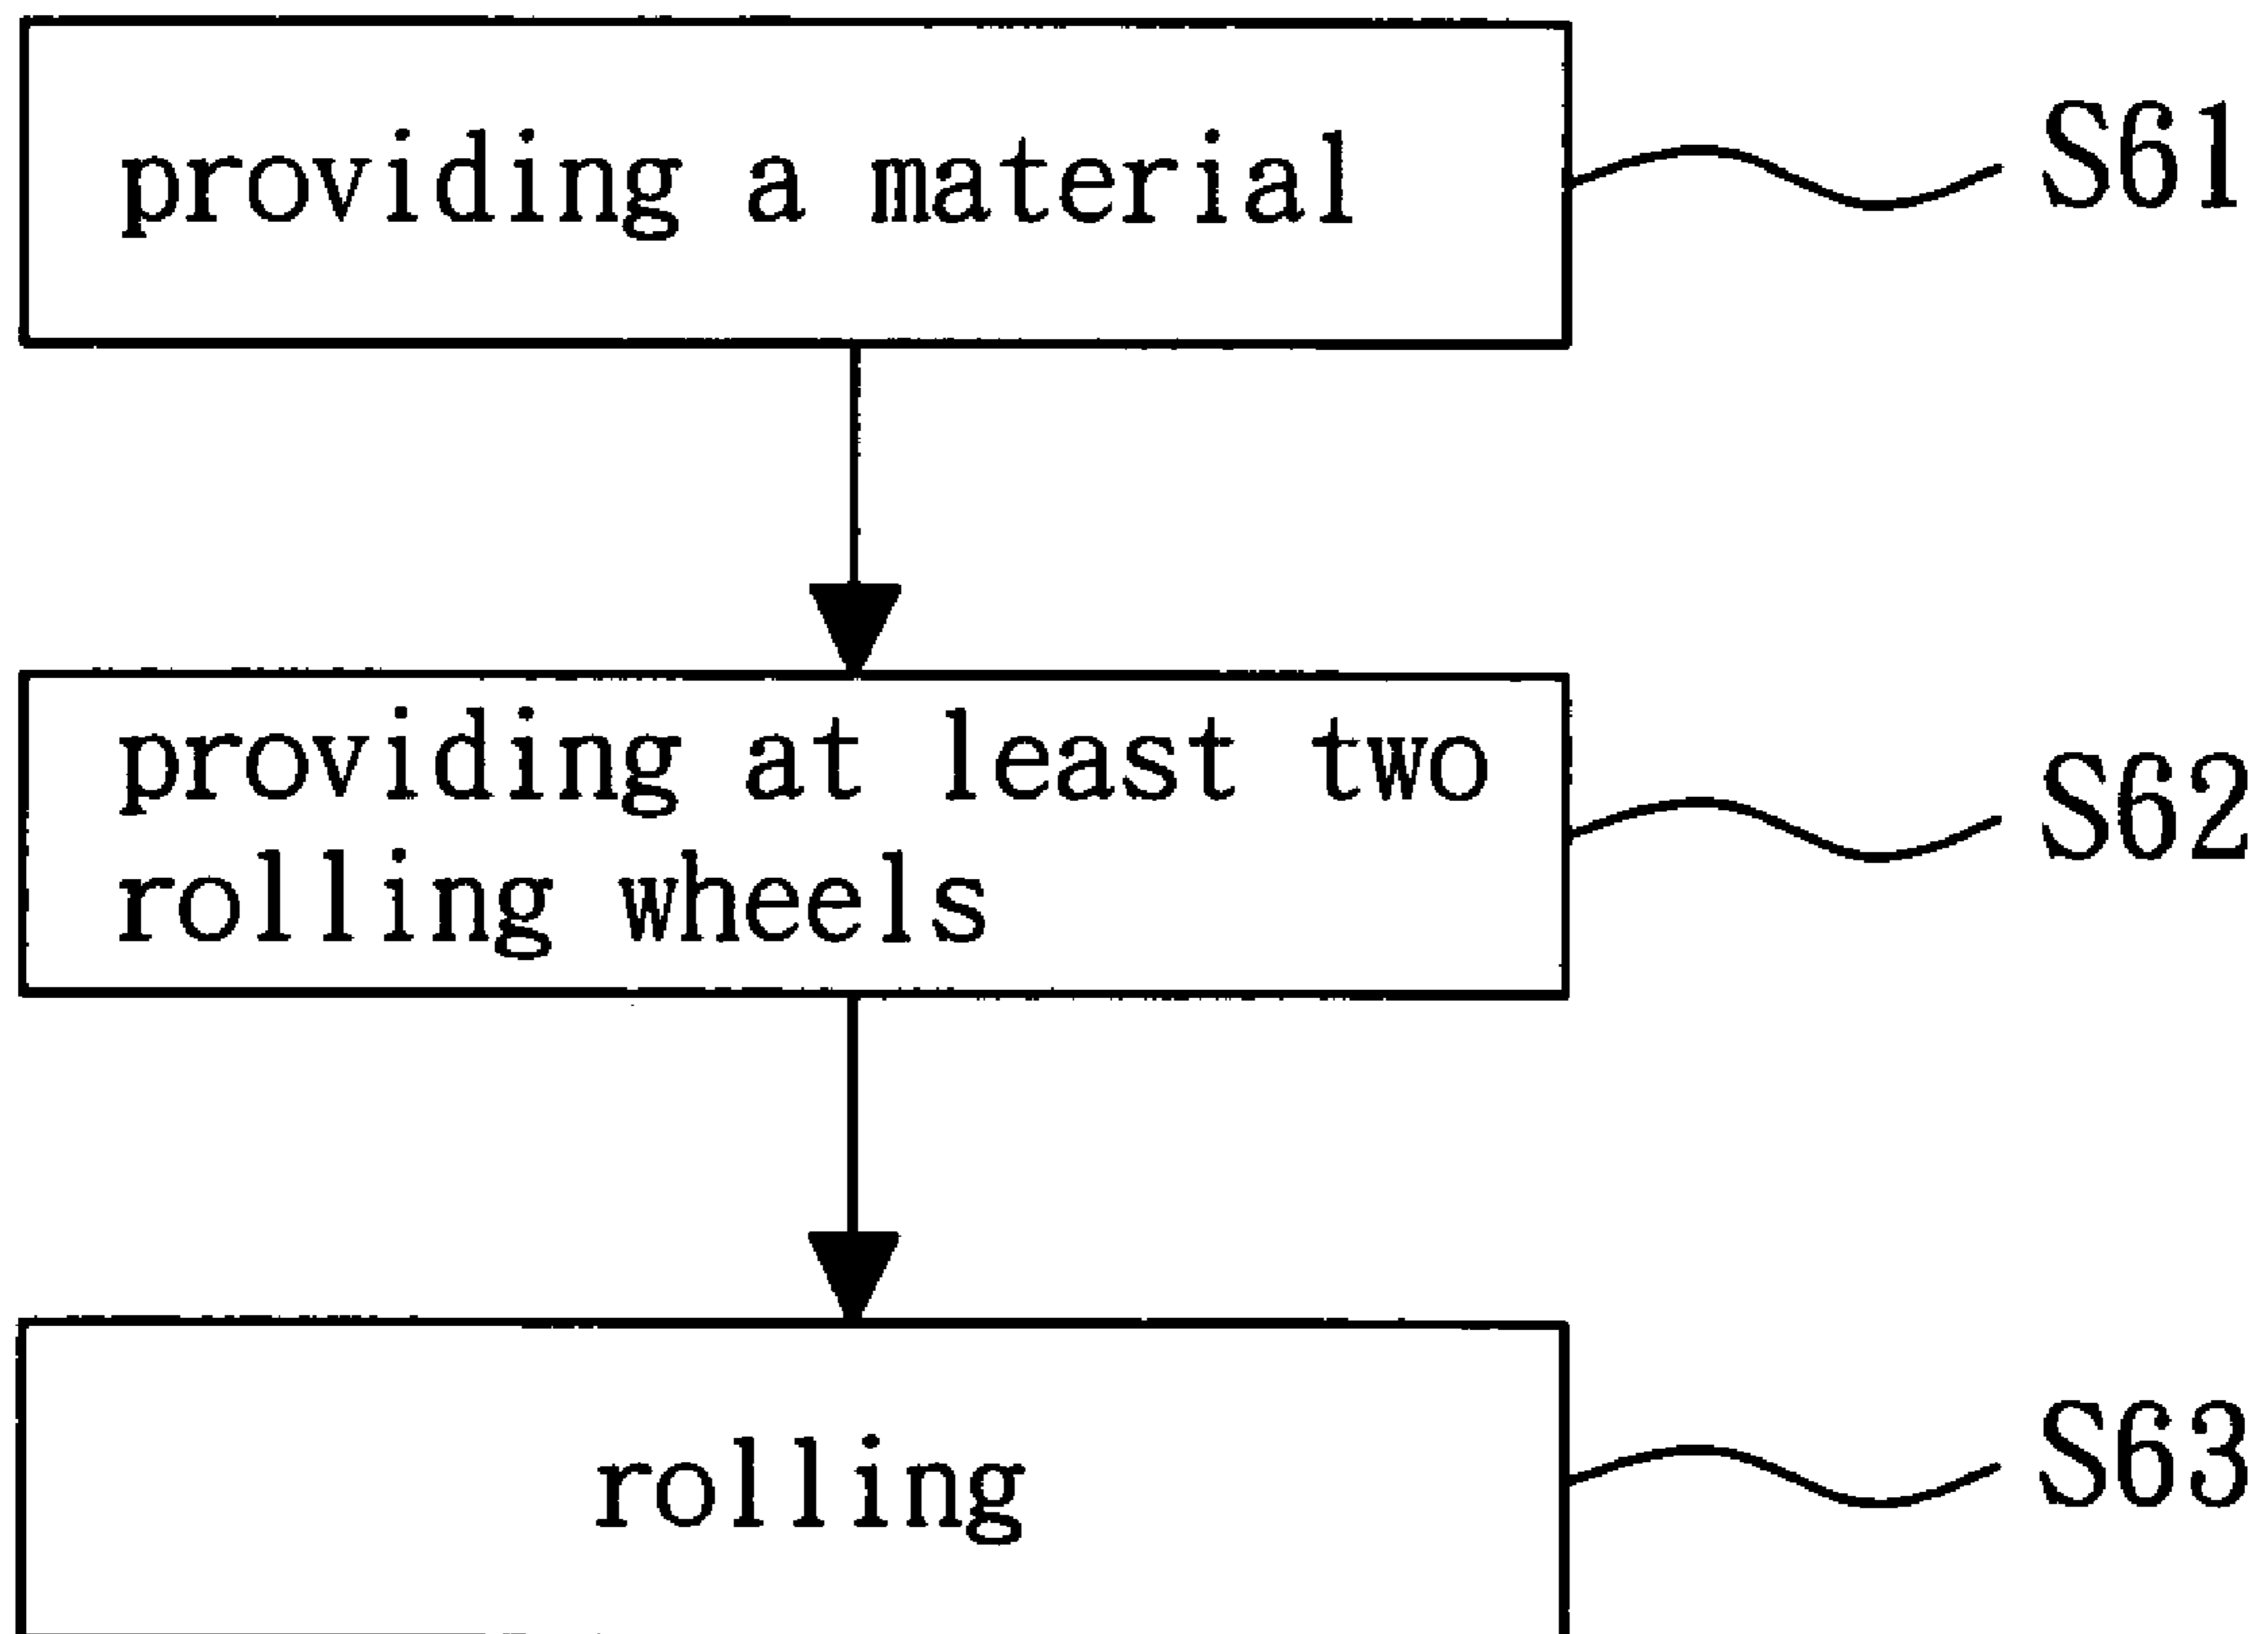 providing a material
S61
providing at least two
rolling wheels
S62
rolling
S63